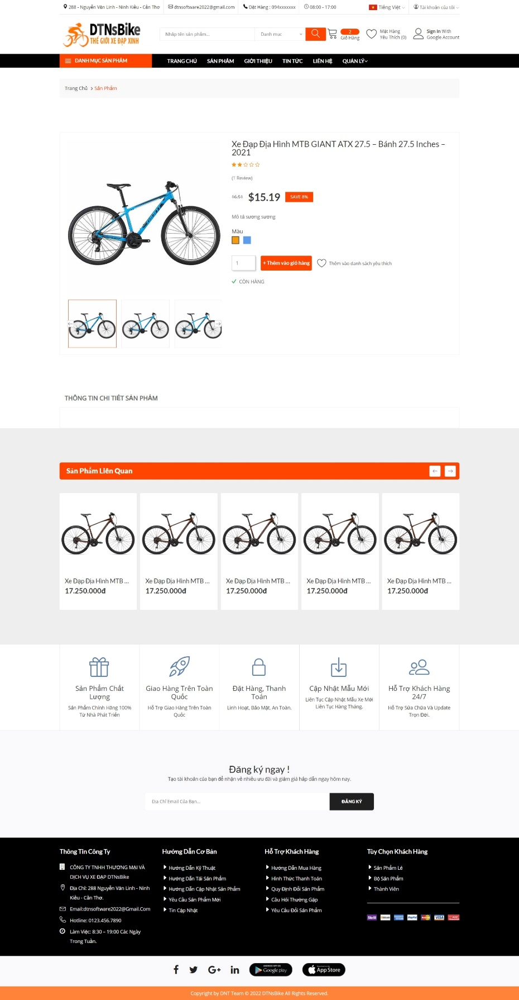 288 - Nguyễn Văn Linh - Ninh Kiều - Cần Thơ
dtnsoftware2022@gmail.com
Đặt Hàng : 094xxxxxxx
08:00 - 17:00
Tiếng Việt
Tài khoản của tôi
DTNsBike
THẾ GIỚI XE ĐẠP XINH
Nhập tên sản phẩm...
Danh mục
2
Giỏ Hàng
Mặt Hàng
Yêu Thích (0)
Sign In With
Google Account
DANH MỤC SẢN PHẨM
TRANG CHỦ
SẢN PHẨM
GIỚI THIỆU
TIN TỨC
LIÊN HỆ
QUẢN LÝ
Trang Chủ > Sản Phẩm
Xe Đạp Địa Hình MTB GIANT ATX 27.5 – Bánh 27.5 Inches –
2021
(1 Review)
16.51 $15.19 SAVE 8%
Mô tả sương sương
Màu
1
+ Thêm vào giỏ hàng
Thêm vào danh sách yêu thích
CÒN HÀNG
THÔNG TIN CHI TIẾT SẢN PHẨM
Sản Phẩm Liên Quan
Xe Đạp Địa Hình MTB ...
17.250.000đ
Xe Đạp Địa Hình MTB ...
17.250.000đ
Xe Đạp Địa Hình MTB ...
17.250.000đ
Xe Đạp Địa Hình MTB ...
17.250.000đ
Xe Đạp Địa Hình MTB ...
17.250.000đ
Sản Phẩm Chất
Lượng
Sản Phẩm Chính Hãng 100%
Từ Nhà Phát Triển
Giao Hàng Trên Toàn
Quốc
Hỗ Trợ Giao Hàng Trên Toàn
Quốc
Đặt Hàng, Thanh
Toán
Linh Hoạt, Bảo Mật, An Toàn.
Cập Nhật Mẫu Mới
Liên Tục Cập Nhật Mẫu Xe Mới
Liên Tục Hàng Tháng.
Hỗ Trợ Khách Hàng
24/7
Hỗ Trợ Sửa Chữa Và Update
Trọn Đời.
Đăng ký ngay !
Tạo tài khoản của bạn để nhận về nhiều ưu đãi và giảm giá hấp dẫn ngay hôm nay.
Địa Chỉ Email Của Bạn...
ĐĂNG KÝ
Thông Tin Công Ty
CÔNG TY TNHH THƯƠNG MẠI VÀ
DỊCH VỤ XE ĐẠP DTNsBike
Địa Chỉ: 288 Nguyễn Văn Linh - Ninh
Kiều - Cần Thơ.
Email:dtnsoftware2022@Gmail.Com
Hotline: 0123.456.7890
Làm Việc: 8:30 – 19:00 Các Ngày
Trong Tuần.
Hướng Dẫn Cơ Bản
Hướng Dẫn Kỹ Thuật
Hướng Dẫn Tải Sản Phẩm
Hướng Dẫn Cập Nhật Sản Phẩm
Yêu Cầu Sản Phẩm Mới
Tin Cập Nhật
Hỗ Trợ Khách Hàng
Hướng Dẫn Mua Hàng
Hình Thức Thanh Toán
Quy Định Đổi Sản Phẩm
Câu Hỏi Thường Gặp
Yêu Cầu Đổi Sản Phẩm
Tùy Chọn Khách Hàng
Sản Phẩm Lẻ
Bộ Sản Phẩm
Thành Viên
Skrill
PayPal
VISA
ANDROID APP ON
Google play
App Store
Copyright by DNT Team © 2022 DTNsBike All Rights Reserved.